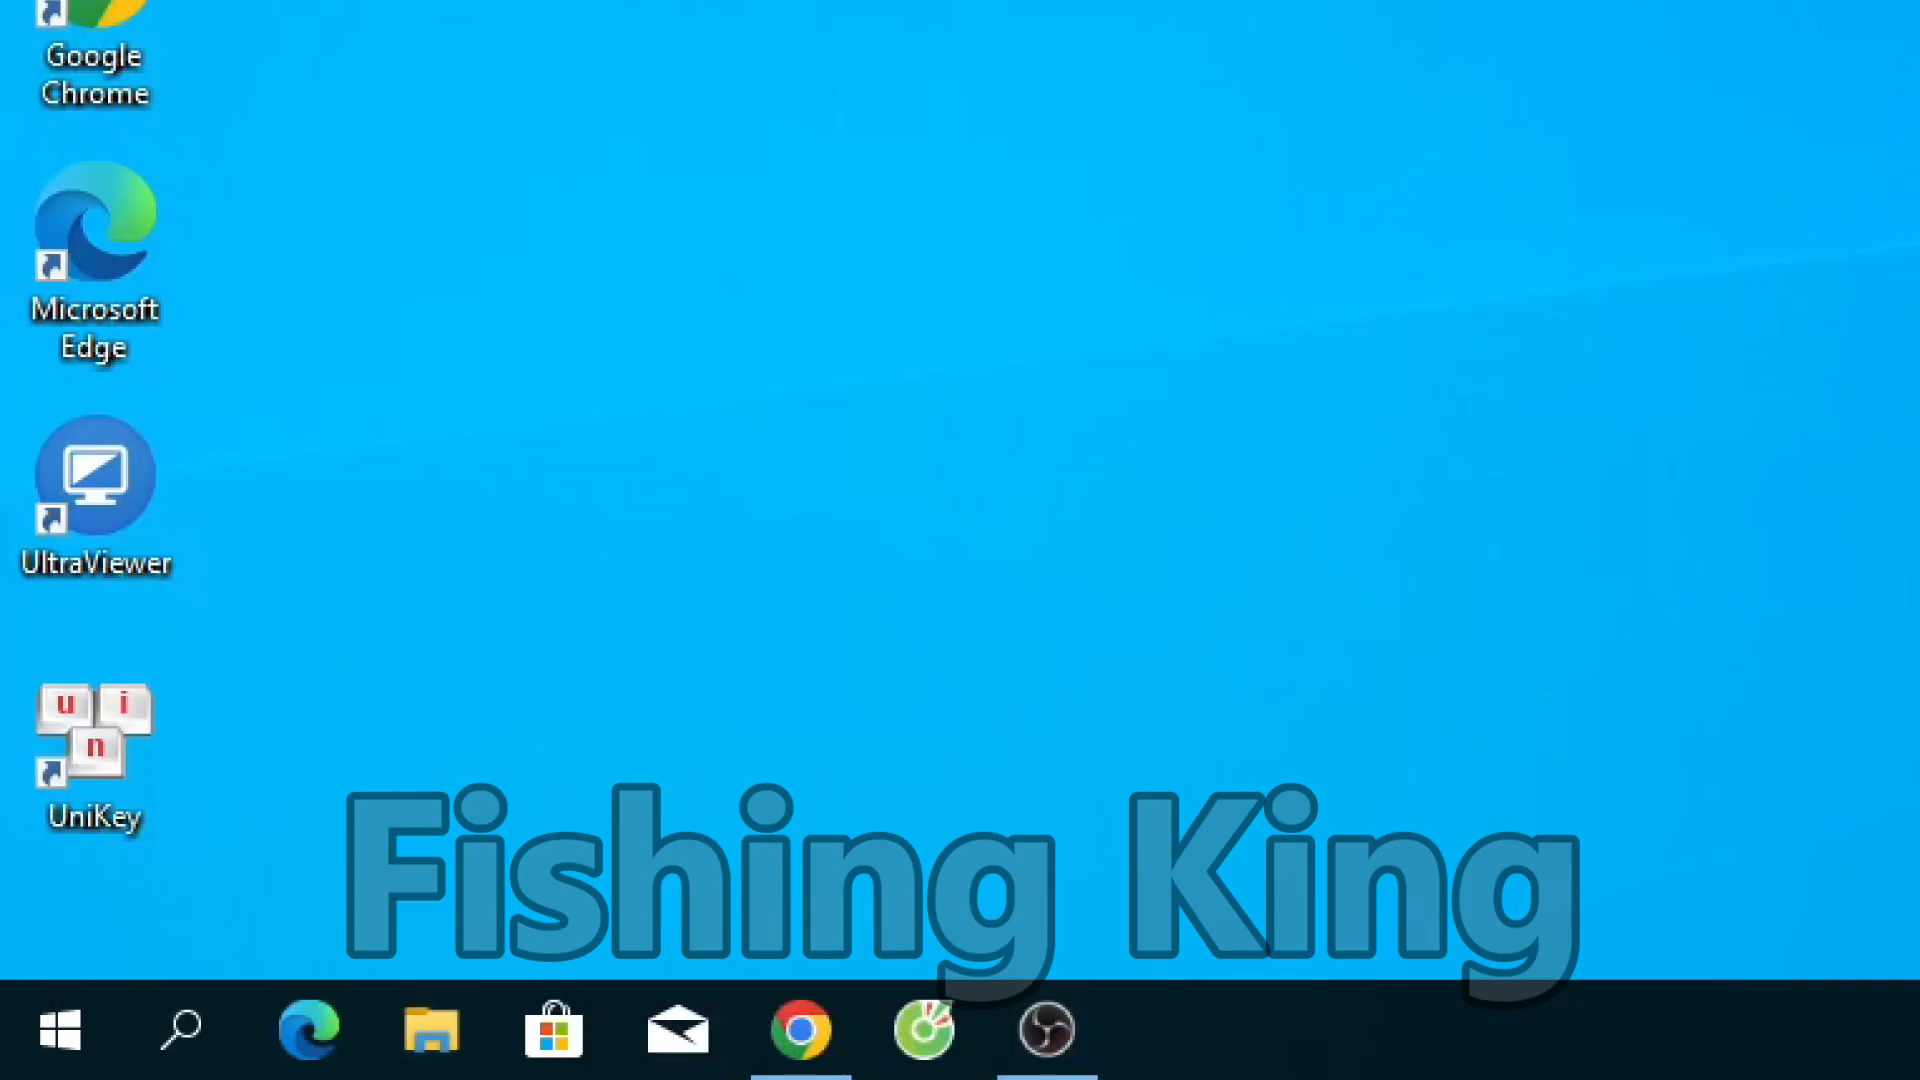 Google
Chrome
Microsoft
Edge
UltraViewer
u i
n
UniKey
Fishing King